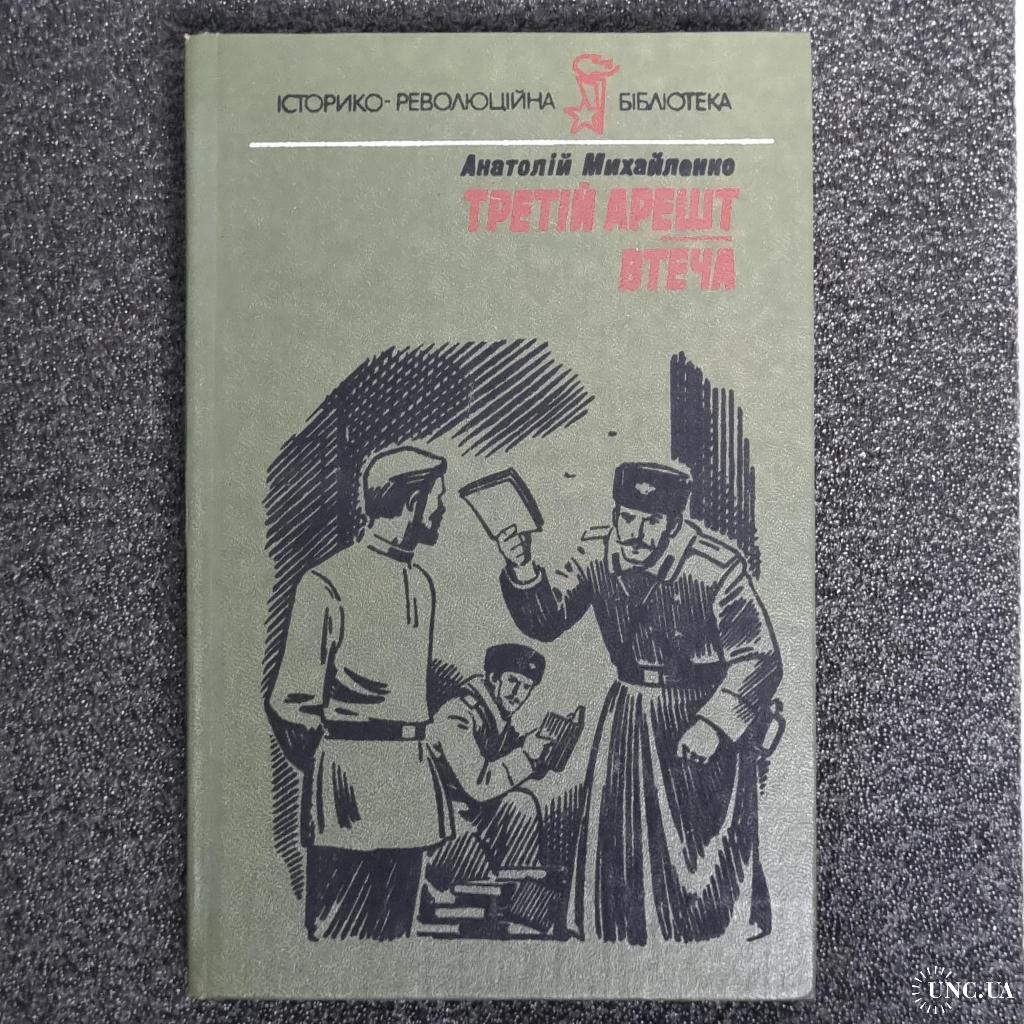 ІСТОРИКО-РЕВОЛЮЦІЙНА БІБЛІОТЕКА
Анатолій Михайленко
ТРЕТІЙ АРЕШТ
ВТЕЧА
UNC.UA